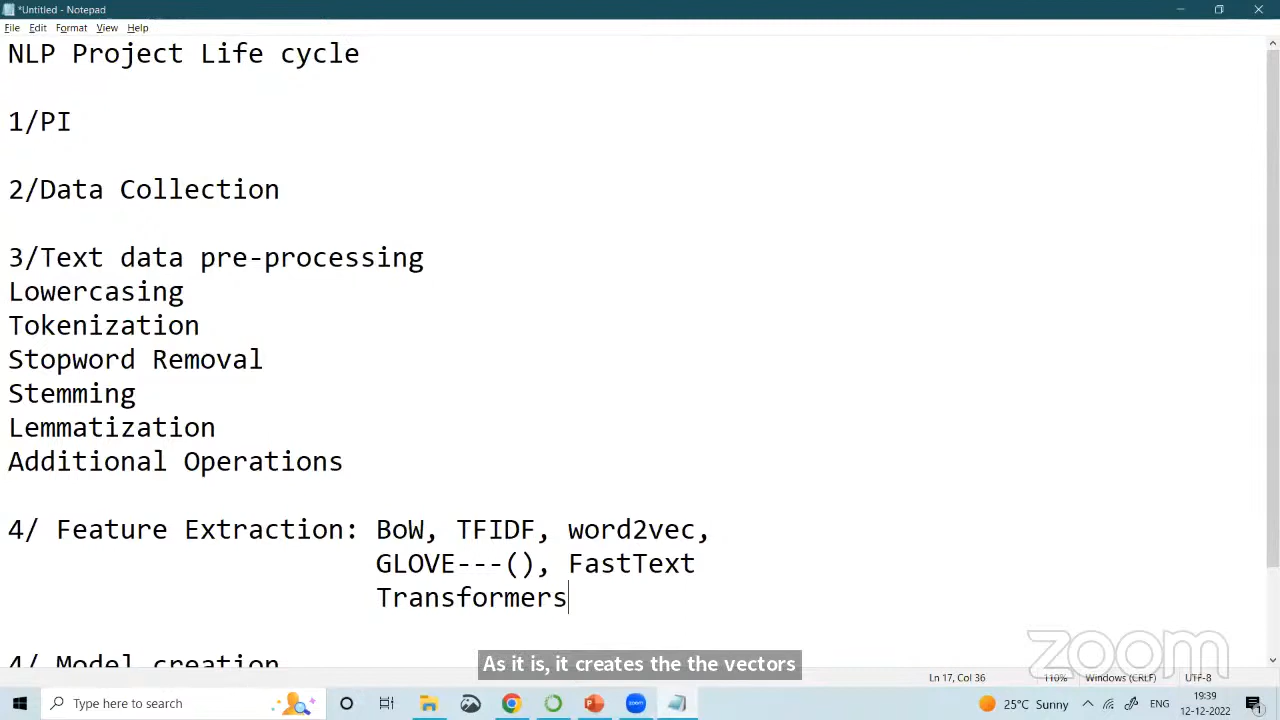 *Untitled - Notepad
File Edit Format View Help
NLP Project Life cycle
1/PI
2/Data Collection
3/Text data pre-processing
Lowercasing
Tokenization
Stopword Removal
Stemming
Lemmatization
Additional Operations
4/ Feature Extraction: BoW, TFIDF, word2vec,
GLOVE---(), FastText
Transformers
4/ Model creation
As it is, it creates the the vectors
zoom
Ln 17, Col 36 110% Windows (CRLF) UTF-8
Type here to search
zoom
25°C Sunny
ENG
19:39
12-12-2022
1